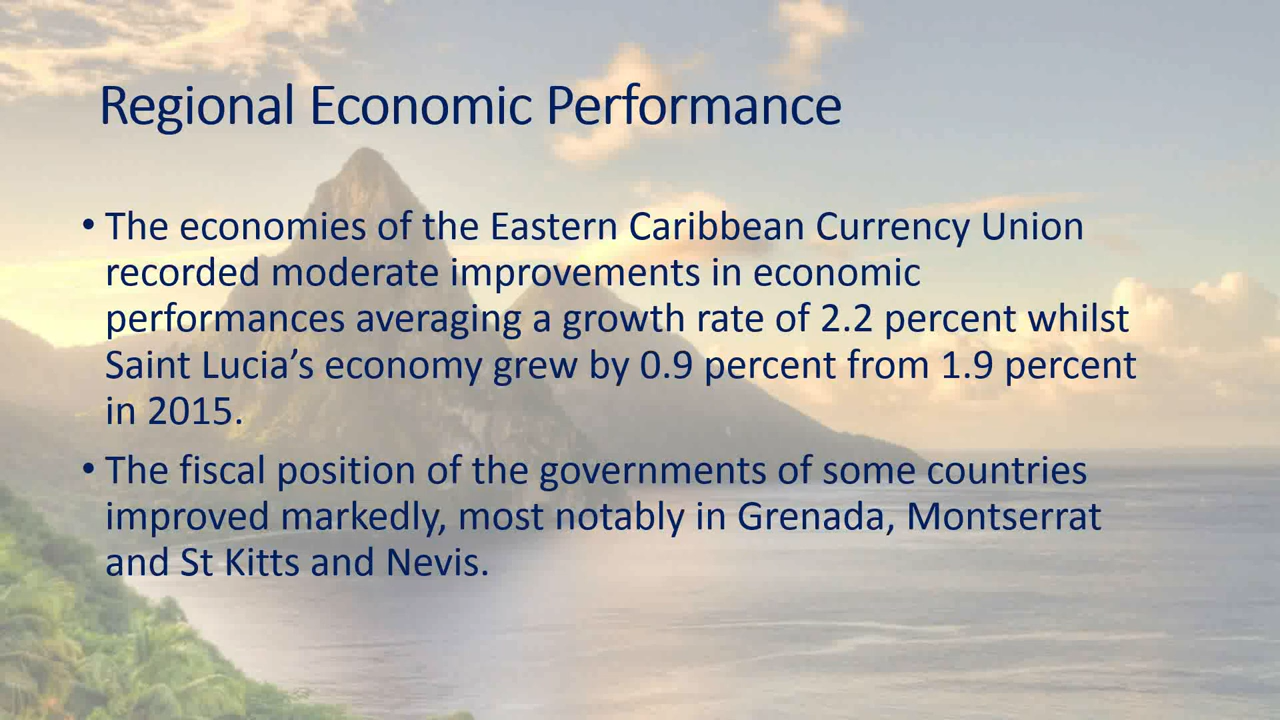 Regional Economic Performance
• The economies of the Eastern Caribbean Currency Union
recorded moderate improvements in economic
performances averaging a growth rate of 2.2 percent whilst
Saint Lucia’s economy grew by 0.9 percent from 1.9 percent
in 2015.
• The fiscal position of the governments of some countries
improved markedly, most notably in Grenada, Montserrat
and St Kitts and Nevis.